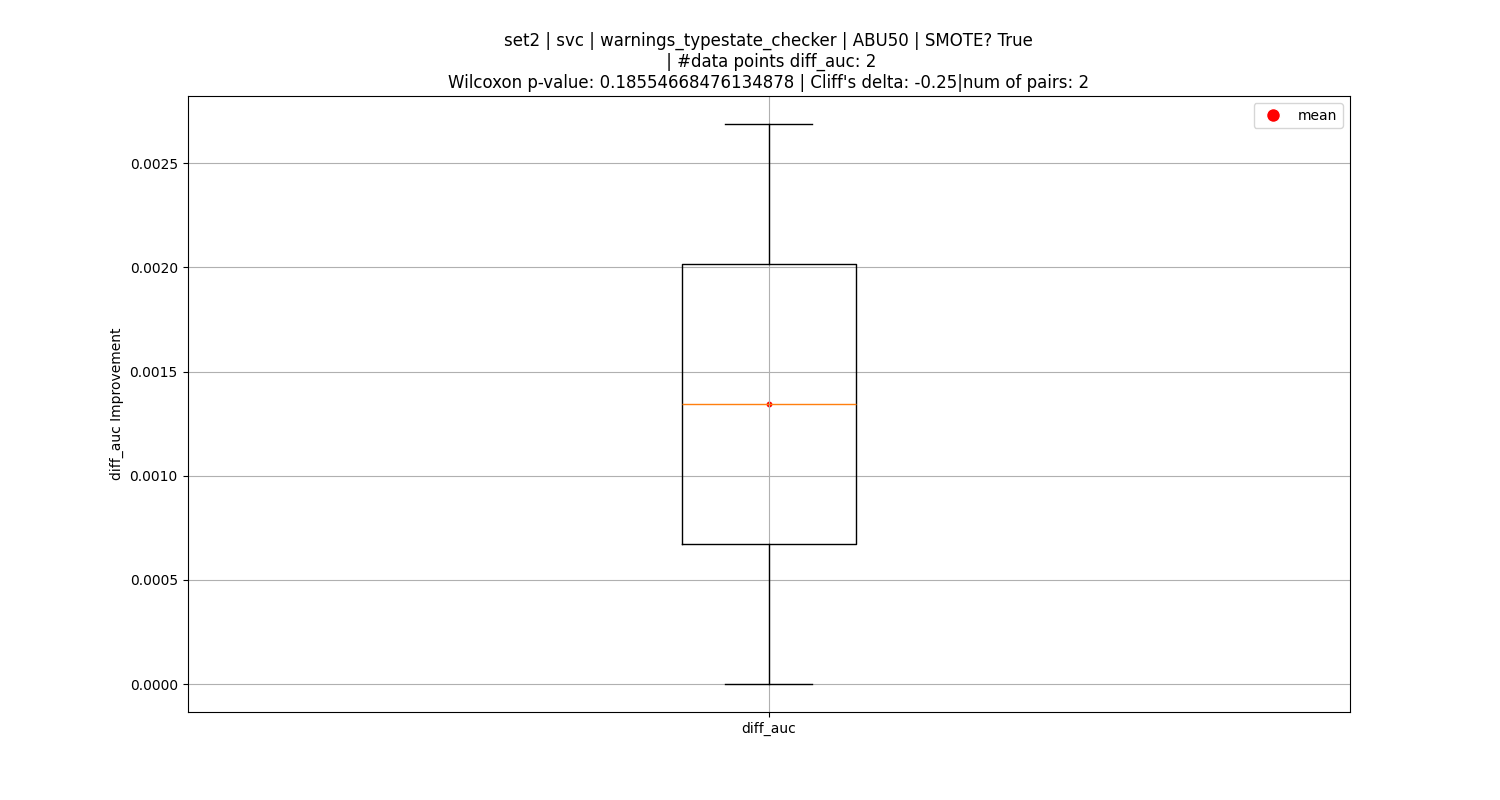 set2 | svc | warnings_typestate_checker | ABU50 | SMOTE? True
| #data points diff_auc: 2
Wilcoxon p-value: 0.18554668476134878 | Cliff's delta: -0.25|num of pairs: 2
mean
0.0025
0.0020
0.0015
0.0010
0.0005
0.0000
diff_auc Improvement
diff_auc